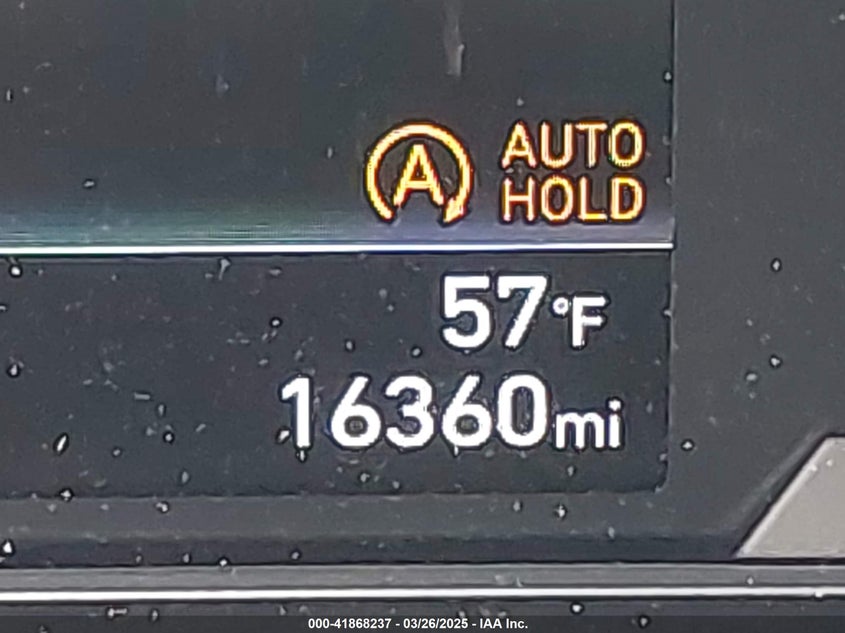 A AUTO
HOLD
57°F
16360mi
000-41868237 - 03/26/2025 - IAA Inc.